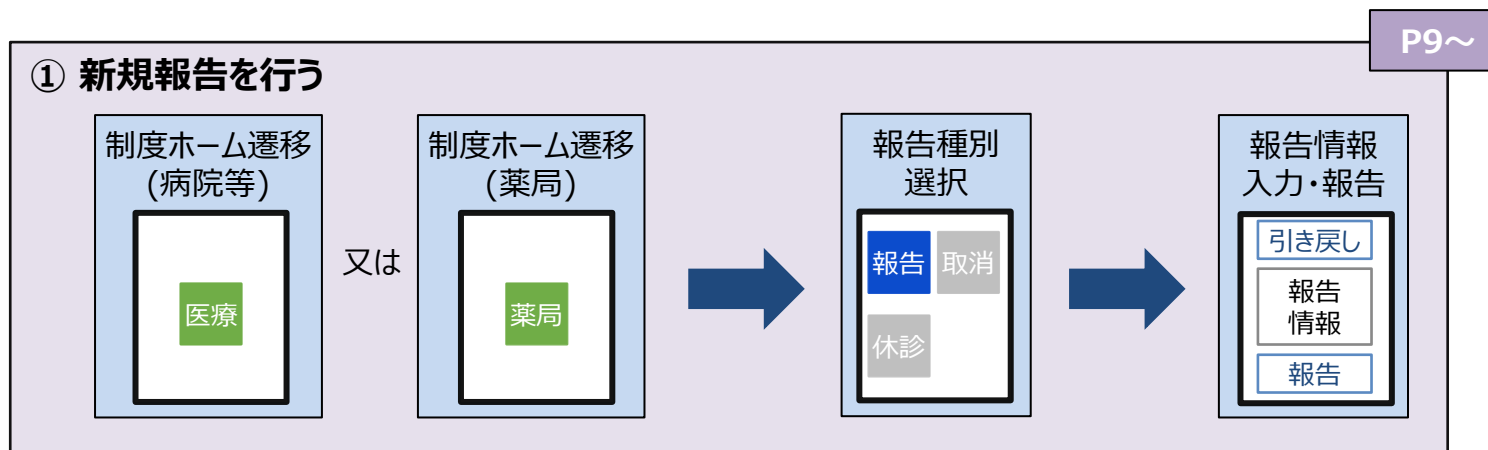 P9～
① 新規報告を行う
制度ホーム遷移
(病院等)
医療
又は
制度ホーム遷移
(薬局)
薬局
報告種別
選択
報告
取消
休診
報告情報
入力・報告
引き戻し
報告
情報
報告